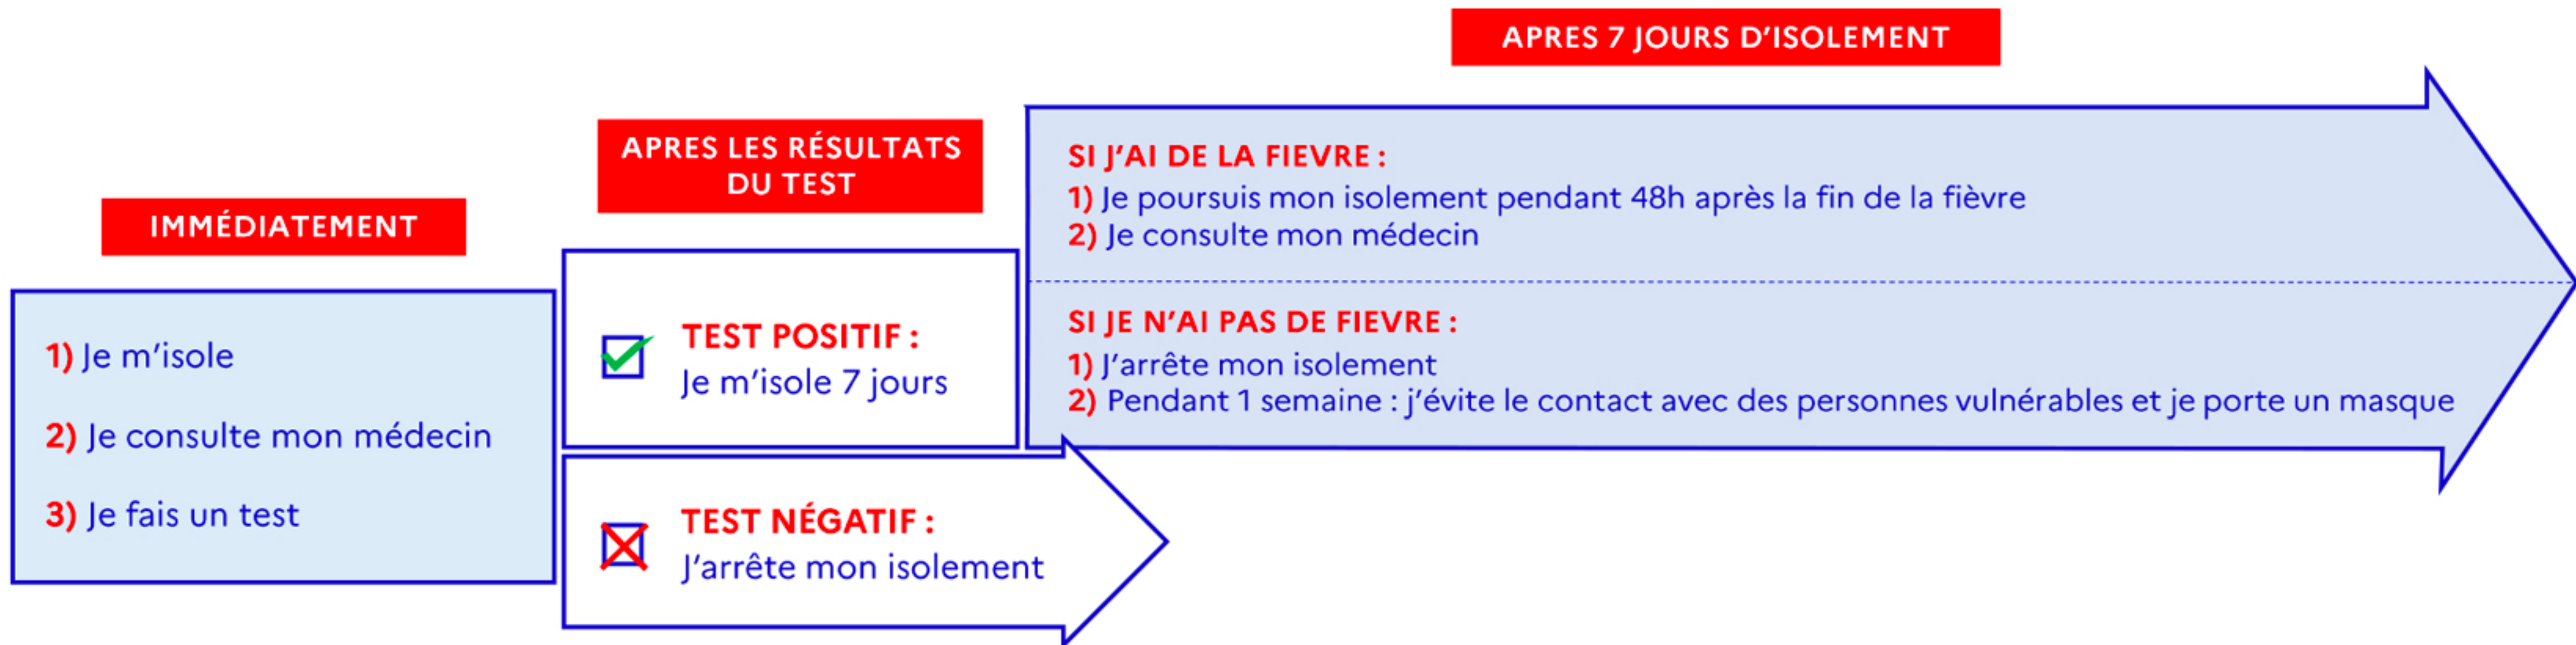 IMMÉDIATEMENT
1) Je m'isole
2) Je consulte mon médecin
3) Je fais un test
APRES LES RÉSULTATS
DU TEST
TEST POSITIF :
Je m'isole 7 jours
TEST NÉGATIF :
J'arrête mon isolement
APRES 7 JOURS D'ISOLEMENT
SI J'AI DE LA FIEVRE :
1) Je poursuis mon isolement pendant 48h après la fin de la fièvre
2) Je consulte mon médecin
SI JE N'AI PAS DE FIEVRE :
1) J'arrête mon isolement
2) Pendant 1 semaine : j'évite le contact avec des personnes vulnérables et je porte un masque